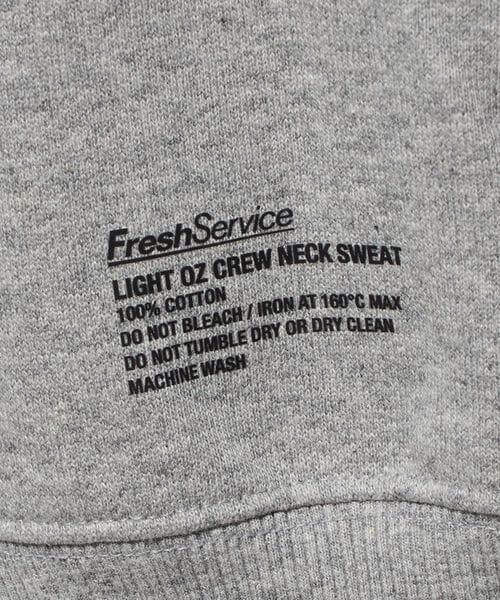 FreshService
LIGHT OZ CREW NECK SWEAT
100% COTTON
DO NOT BLEACH / IRON AT 160°C MAX
DO NOT TUMBLE DRY OR DRY CLEAN
MACHINE WASH